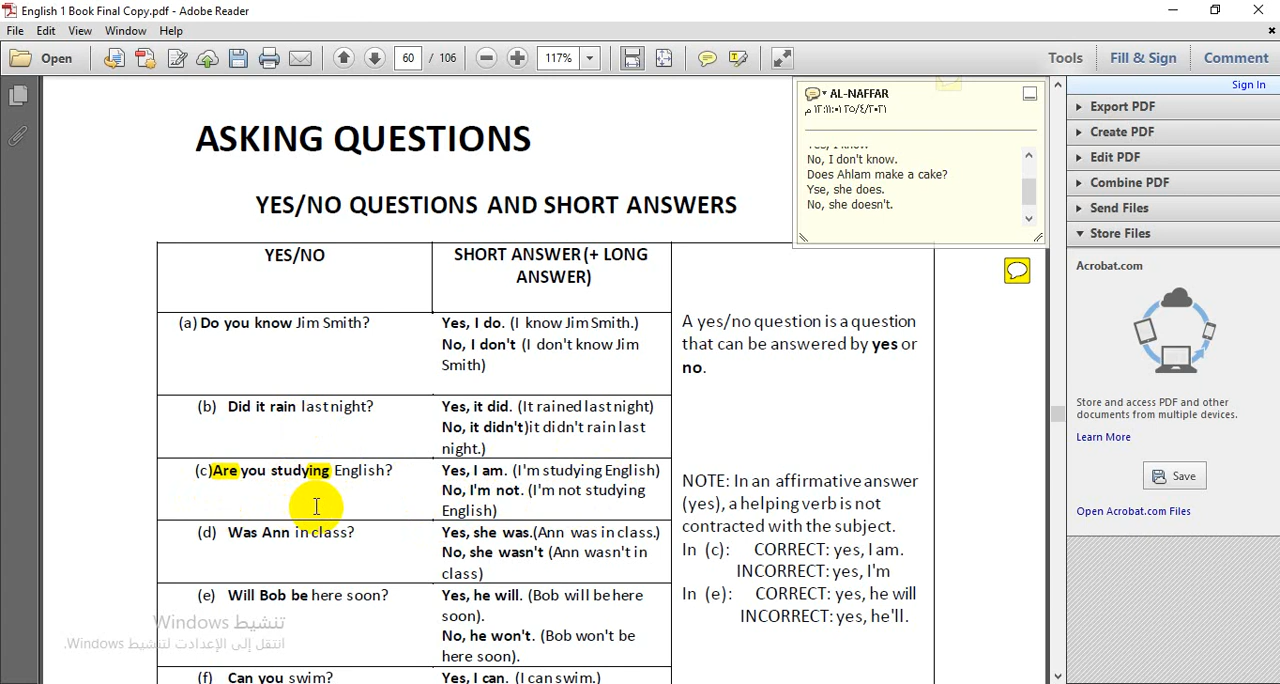 English 1 Book Final Copy.pdf - Adobe Reader
File Edit View Window Help
Open 60 / 106 117% Tools Fill & Sign Comment
Sign In
AL-NAFFAR
٢٥/٤/٢٠٢١ ١٢:١١:٠١ م
Yes, I know
No, I don't know.
Does Ahlam make a cake?
Yse, she does.
No, she doesn't.
Export PDF
Create PDF
Edit PDF
Combine PDF
Send Files
Store Files
Acrobat.com
Store and access PDF and other
documents from multiple devices.
Learn More
Save
Open Acrobat.com Files
ASKING QUESTIONS
YES/NO QUESTIONS AND SHORT ANSWERS
YES/NO
SHORT ANSWER (+ LONG
ANSWER)
(a) Do you know Jim Smith?
Yes, I do. (I know Jim Smith.)
No, I don't (I don't know Jim
Smith)
A yes/no question is a question
that can be answered by yes or
no.
(b) Did it rain last night?
Yes, it did. (It rained last night)
No, it didn't)it didn't rain last
night.)
(c)Are you studying English?
Yes, I am. (I'm studying English)
No, I'm not. (I'm not studying
English)
NOTE: In an affirmative answer
(yes), a helping verb is not
contracted with the subject.
In (c): CORRECT: yes, I am.
INCORRECT: yes, I'm
In (e): CORRECT: yes, he will
INCORRECT: yes, he'll.
(d) Was Ann in class?
Yes, she was.(Ann was in class.)
No, she wasn't (Ann wasn't in
class)
(e) Will Bob be here soon?
Yes, he will. (Bob will be here
soon).
No, he won't. (Bob won't be
here soon).
(f) Can you swim?
Yes, I can. (I can swim.)
تنشيط Windows
انتقل إلى الإعدادت لتنشيط Windows.